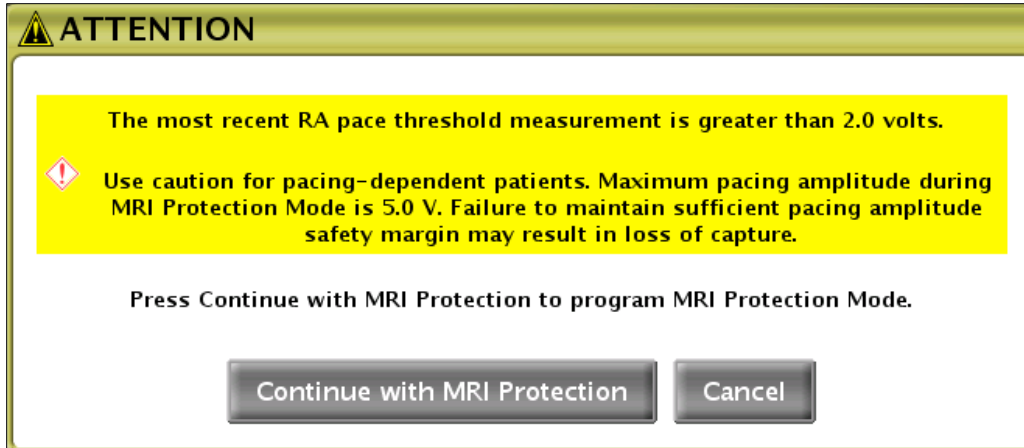 ATTENTION
The most recent RA pace threshold measurement is greater than 2.0 volts.
Use caution for pacing-dependent patients. Maximum pacing amplitude during
MRI Protection Mode is 5.0 V. Failure to maintain sufficient pacing amplitude
safety margin may result in loss of capture.
Press Continue with MRI Protection to program MRI Protection Mode.
Continue with MRI Protection Cancel